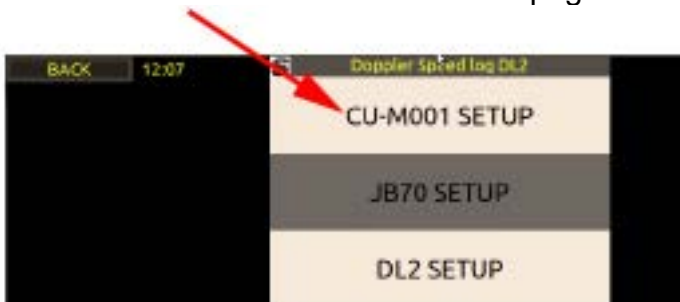 BACK 12:07 Doppler Speed log DL2
CU-M001 SETUP
JB70 SETUP
DL2 SETUP